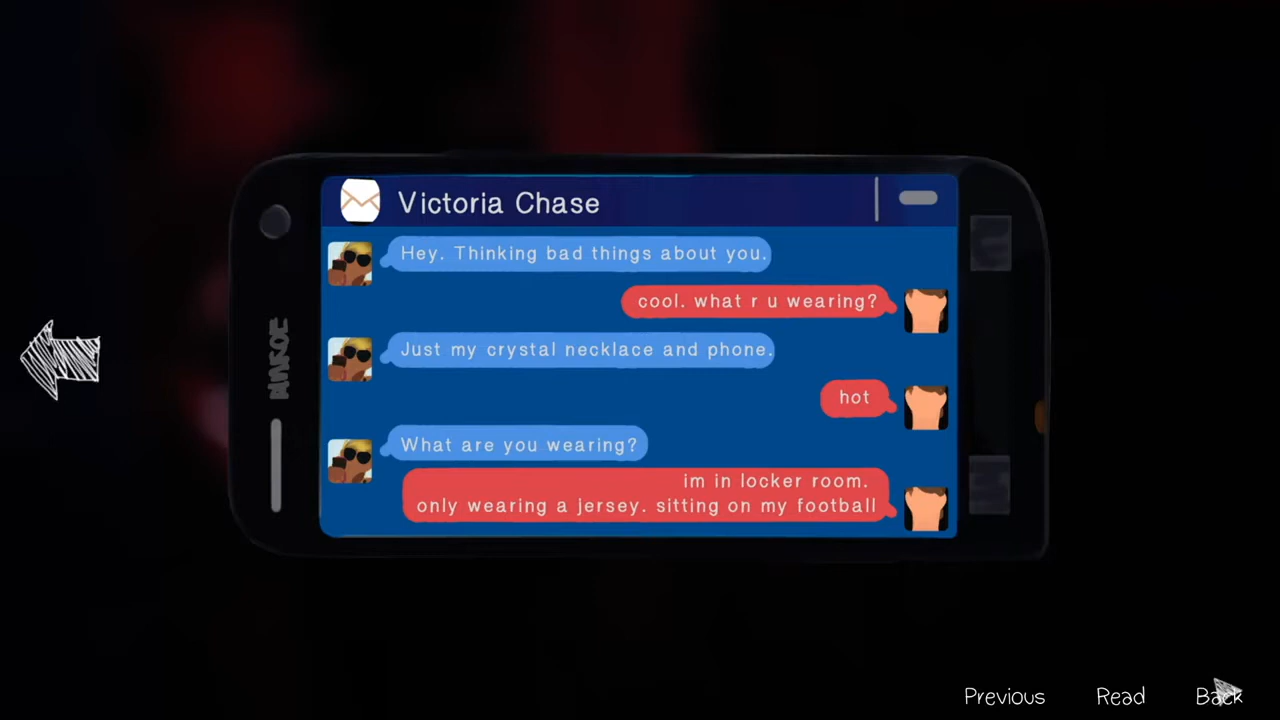 Victoria Chase
Hey. Thinking bad things about you.
cool. what r u wearing?
Just my crystal necklace and phone.
hot
What are you wearing?
im in locker room.
only wearing a jersey. sitting on my football
Previous
Read
Back